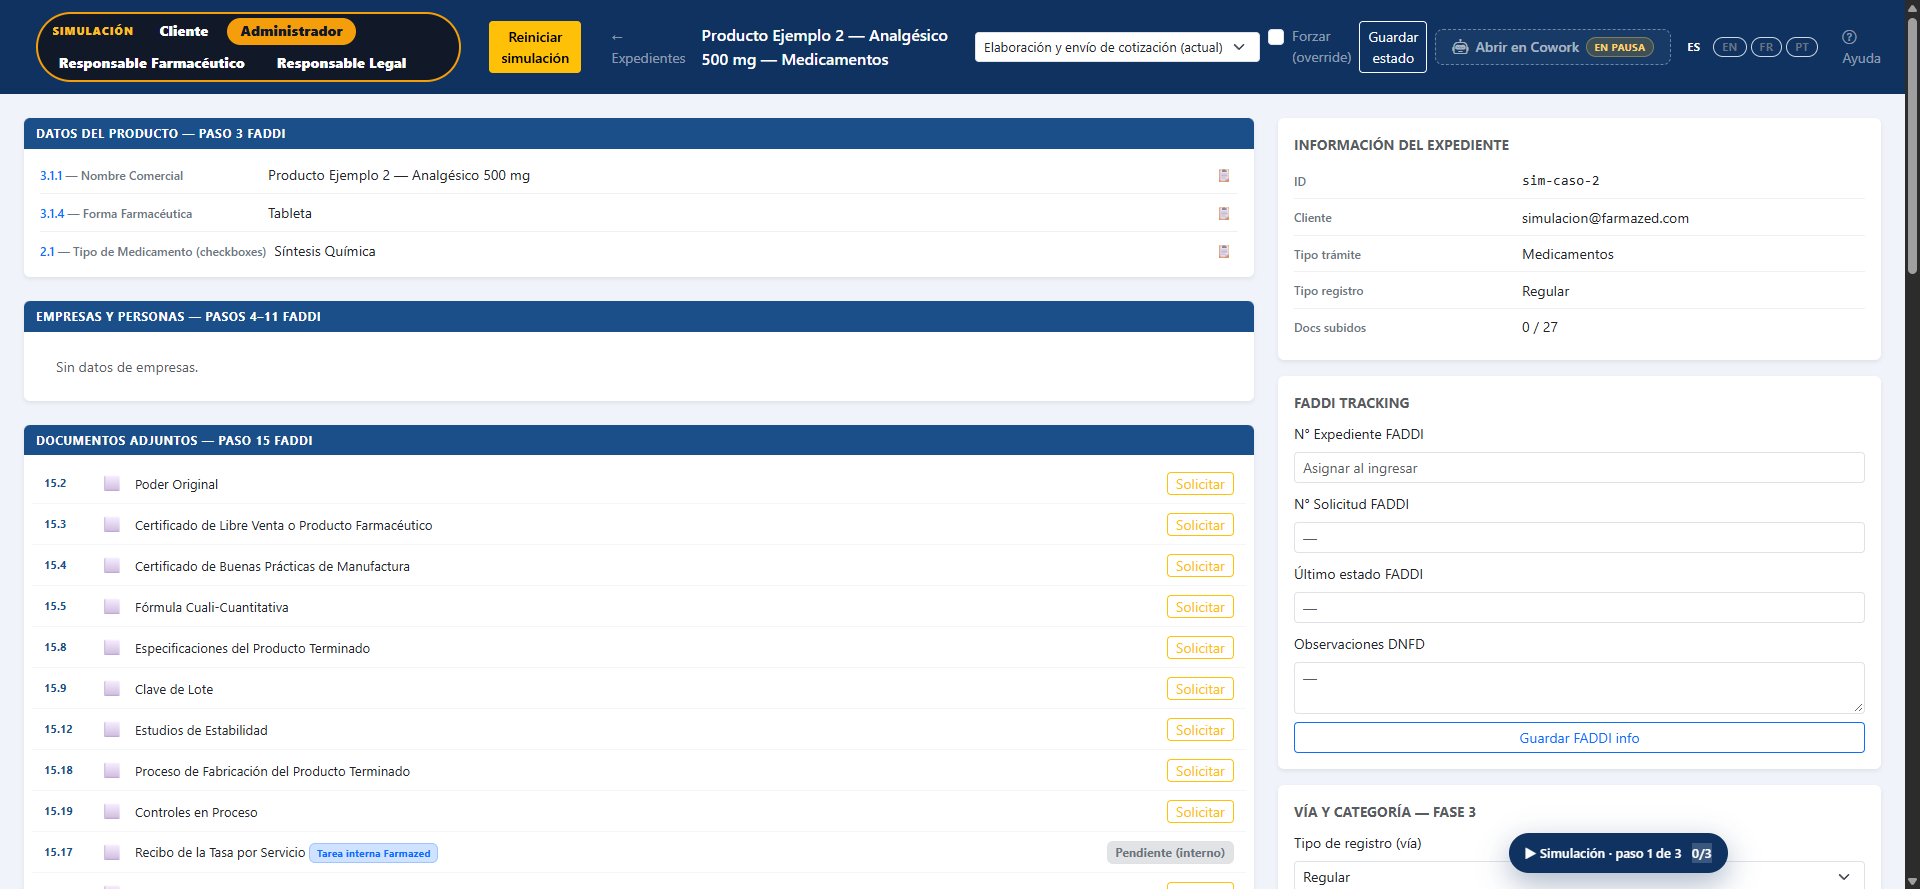 SIMULACIÓN Cliente Administrador
Responsable Farmacéutico Responsable Legal
Reiniciar
simulación
←
Expedientes
Producto Ejemplo 2 — Analgésico
500 mg — Medicamentos
Elaboración y envío de cotización (actual)
Forzar
(override)
Guardar
estado
Abrir en Cowork EN PAUSA
ES EN FR PT
Ayuda
DATOS DEL PRODUCTO — PASO 3 FADDI
3.1.1 — Nombre Comercial Producto Ejemplo 2 — Analgésico 500 mg
3.1.4 — Forma Farmacéutica Tableta
2.1 — Tipo de Medicamento (checkboxes) Síntesis Química
EMPRESAS Y PERSONAS — PASOS 4–11 FADDI
Sin datos de empresas.
DOCUMENTOS ADJUNTOS — PASO 15 FADDI
15.2 Poder Original Solicitar
15.3 Certificado de Libre Venta o Producto Farmacéutico Solicitar
15.4 Certificado de Buenas Prácticas de Manufactura Solicitar
15.5 Fórmula Cuali-Cuantitativa Solicitar
15.8 Especificaciones del Producto Terminado Solicitar
15.9 Clave de Lote Solicitar
15.12 Estudios de Estabilidad Solicitar
15.18 Proceso de Fabricación del Producto Terminado Solicitar
15.19 Controles en Proceso Solicitar
15.17 Recibo de la Tasa por Servicio Tarea interna Farmazed Pendiente (interno)
INFORMACIÓN DEL EXPEDIENTE
ID sim-caso-2
Cliente simulacion@farmazed.com
Tipo trámite Medicamentos
Tipo registro Regular
Docs subidos 0 / 27
FADDI TRACKING
N° Expediente FADDI
Asignar al ingresar
N° Solicitud FADDI
—
Último estado FADDI
—
Observaciones DNFD
—
Guardar FADDI info
VÍA Y CATEGORÍA — FASE 3
Tipo de registro (vía)
Regular
▶ Simulación · paso 1 de 3 0/3